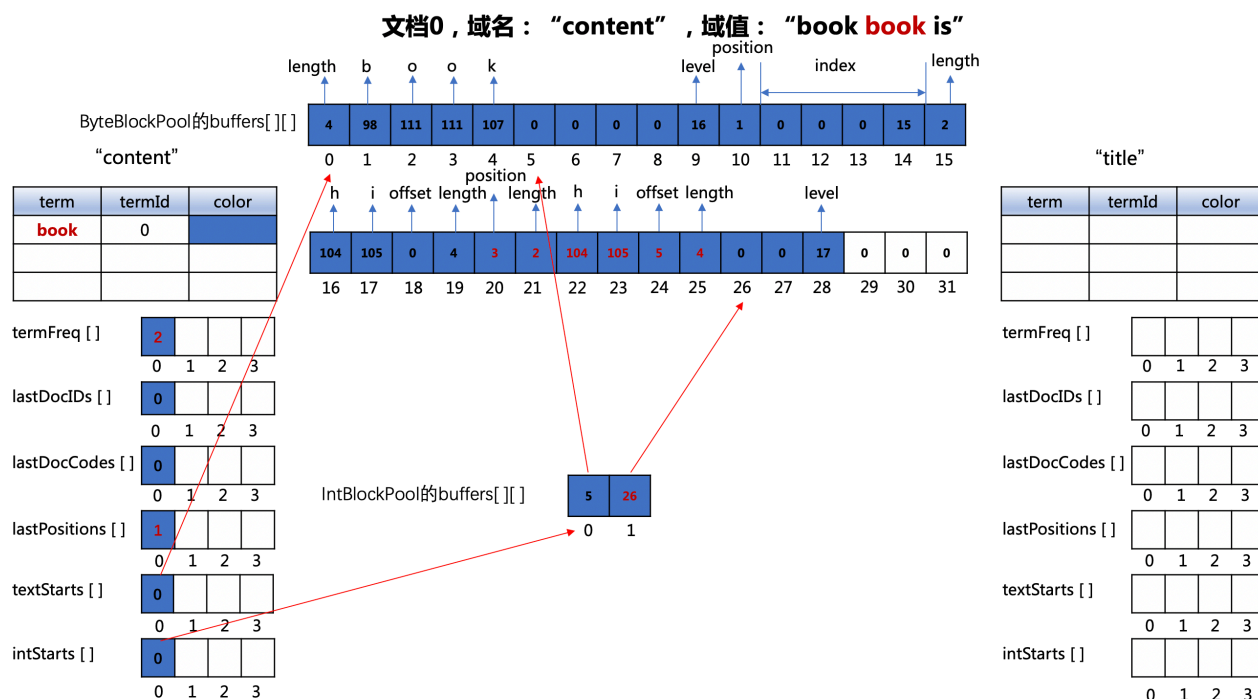 文档0，域名：“content”，域值：“book book is”
length b o o k level position index length
ByteBlockPool的buffers[ ][ ]
4 98 111 111 107 0 0 0 0 16 1 0 0 0 15 2
0 1 2 3 4 5 6 7 8 9 10 11 12 13 14 15
“content”
“title”
h i offset length position length h i offset length level
term termId color
book 0
104 105 0 4 3 2 104 105 5 4 0 0 17 0 0 0
16 17 18 19 20 21 22 23 24 25 26 27 28 29 30 31
term termId color
termFreq [ ]
2
0 1 2 3
lastDocIDs [ ]
0
0 1 2 3
lastDocCodes [ ]
0
0 1 2 3
lastPositions [ ]
1
0 1 2 3
textStarts [ ]
0
0 1 2 3
intStarts [ ]
0
0 1 2 3
IntBlockPool的buffers[ ][ ]
5 26
0 1
termFreq [ ]
0 1 2 3
lastDocIDs [ ]
0 1 2 3
lastDocCodes [ ]
0 1 2 3
lastPositions [ ]
0 1 2 3
textStarts [ ]
0 1 2 3
intStarts [ ]
0 1 2 3